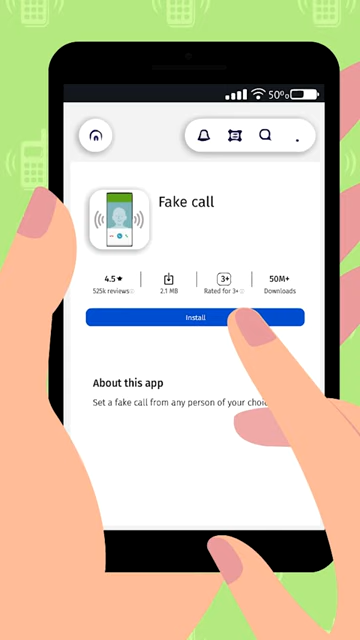 50%
Fake call
4.5★
525k reviews
2.1 MB
3+
Rated for 3+
50M+
Downloads
Install
About this app
Set a fake call from any person of your choi